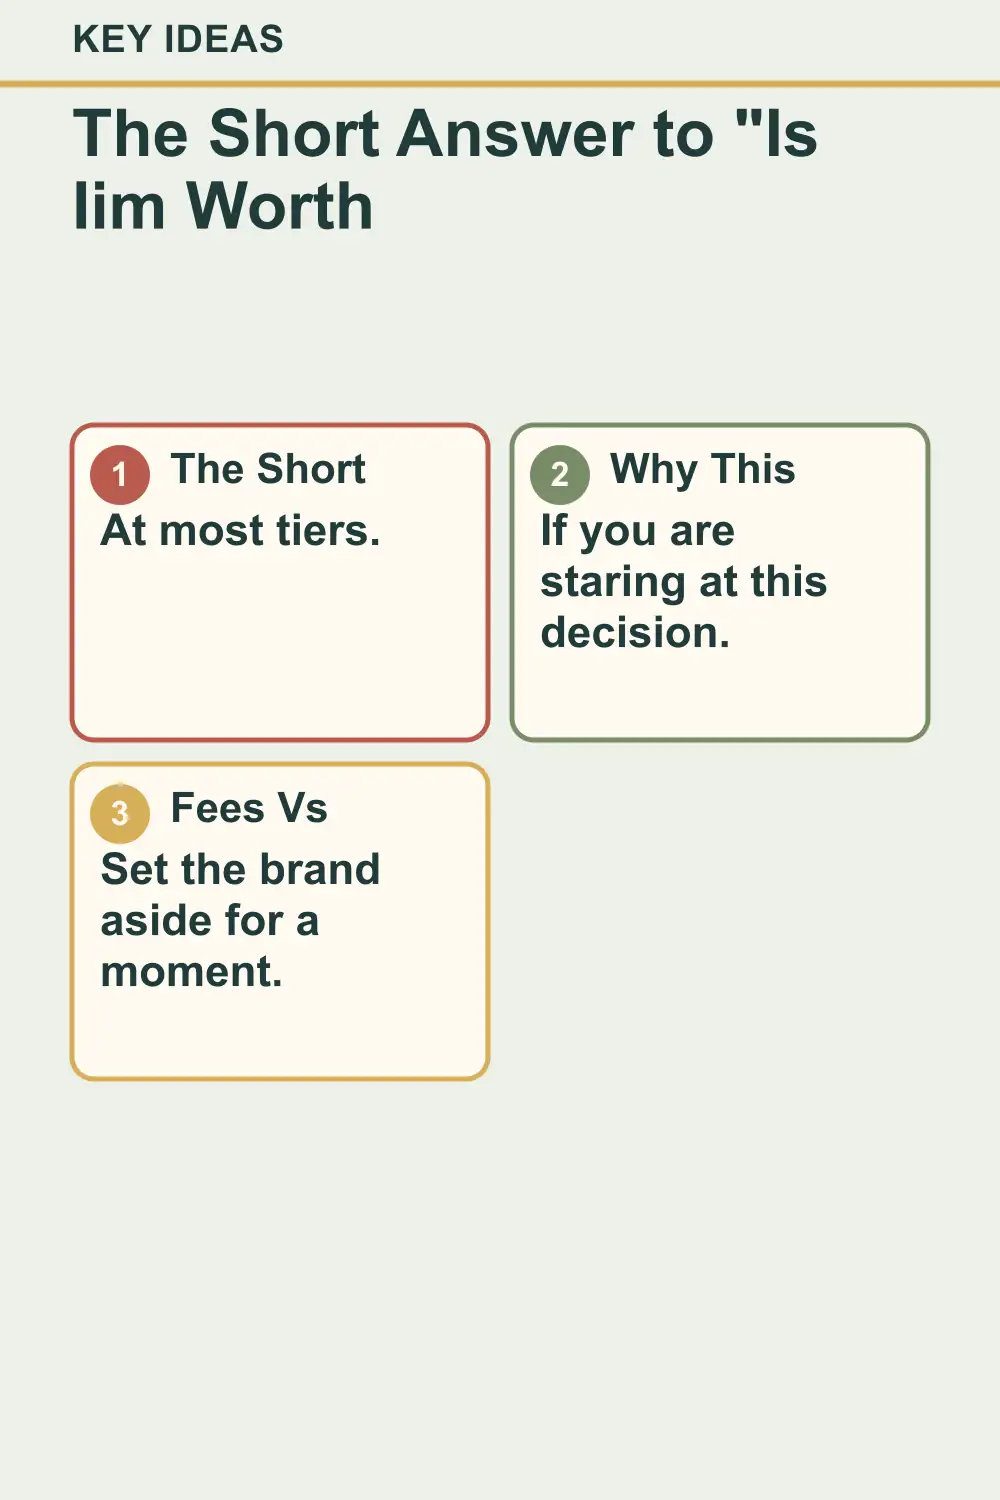 KEY IDEAS
The Short Answer to "Is
Iim Worth
1 The Short
At most tiers.
2 Why This
If you are
staring at this
decision.
3 Fees Vs
Set the brand
aside for a
moment.